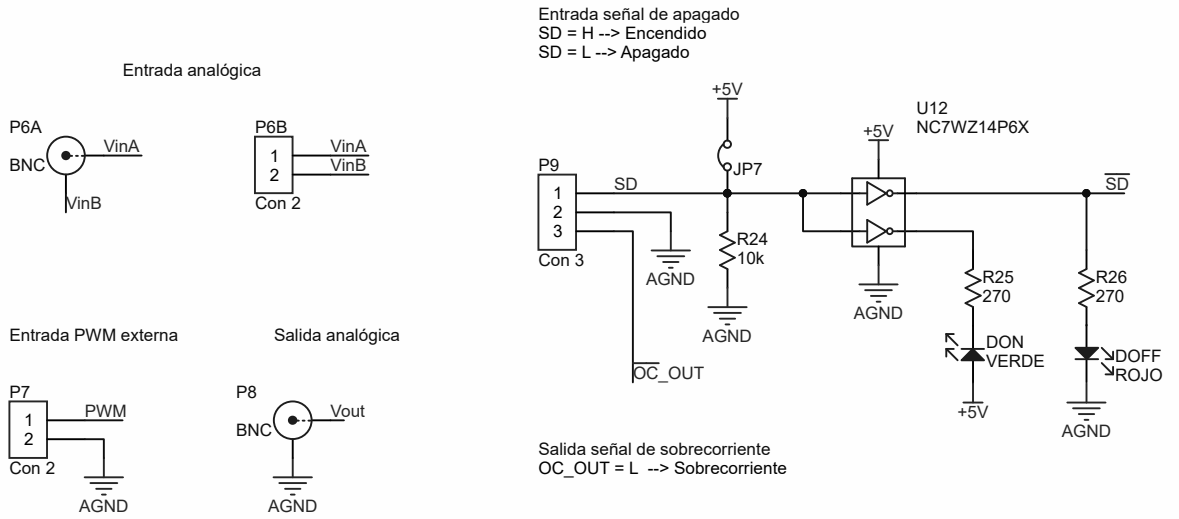 Entrada señal de apagado
SD = H --> Encendido
SD = L --> Apagado
Entrada analógica
P6A
BNC
VinA
VinB
P6B
1
2
VinA
VinB
Con 2
+5V
JP7
P9
1
2
3
Con 3
SD
AGND
R24
10k
AGND
OC_OUT
+5V
U12
NC7WZ14P6X
AGND
SD
R25
270
DON
VERDE
+5V
R26
270
DOFF
ROJO
AGND
Entrada PWM externa
P7
1
2
Con 2
PWM
AGND
Salida analógica
P8
BNC
Vout
AGND
Salida señal de sobrecorriente
OC_OUT = L --> Sobrecorriente